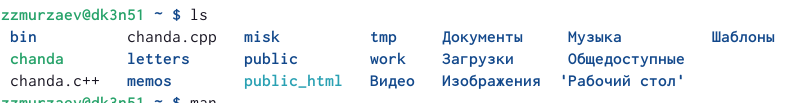 zzmurzaev@dk3n51 ~ $ ls
bin chanda.cpp misk tmp Документы Музыка Шаблоны
chanda letters public work Загрузки Общедоступные
chanda.c++ memos public_html Видео Изображения 'Рабочий стол'
zzmurzaev@dk3n51 ~ $ man